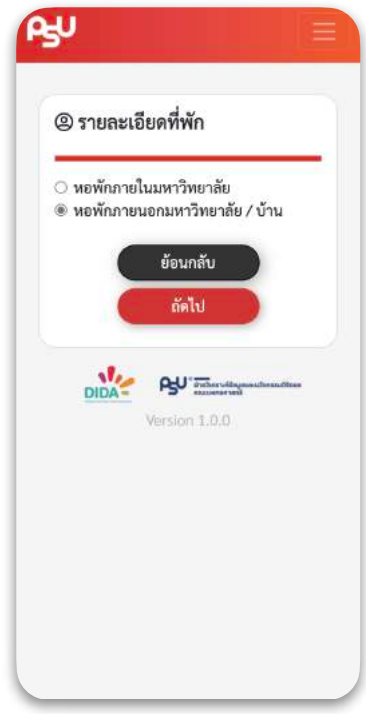 PSU
รายละเอียดที่พัก
หอพักภายในมหาวิทยาลัย
หอพักภายนอกมหาวิทยาลัย / บ้าน
ย้อนกลับ
ถัดไป
DIDA
PSU
Version 1.0.0